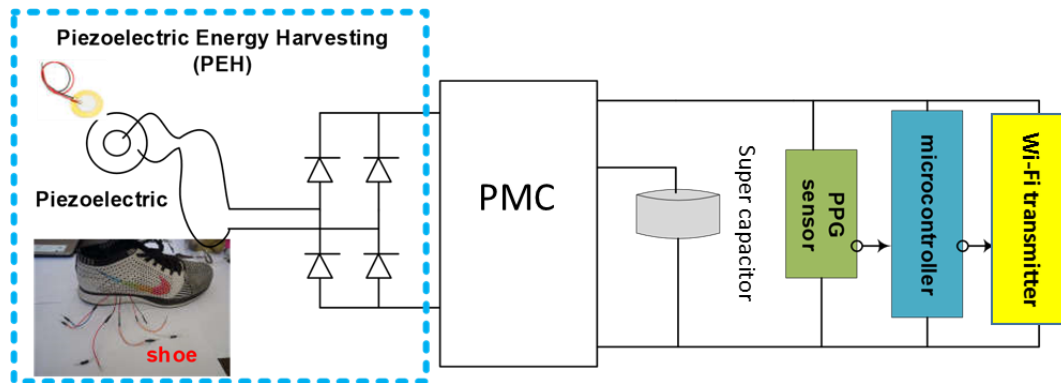 Piezoelectric Energy Harvesting
(PEH)
Piezoelectric
shoe
PMC
Super capacitor
PPG
sensor
microcontroller
Wi-Fi transmitter